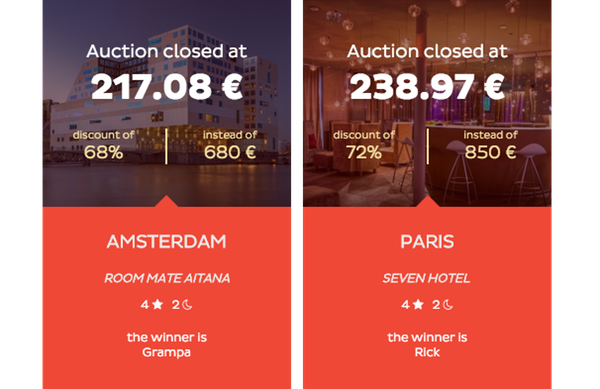 Auction closed at
217.08 €
discount of
68%
instead of
680 €
AMSTERDAM
ROOM MATE AITANA
4 2
the winner is
Grampa
Auction closed at
238.97 €
discount of
72%
instead of
850 €
PARIS
SEVEN HOTEL
4 2
the winner is
Rick